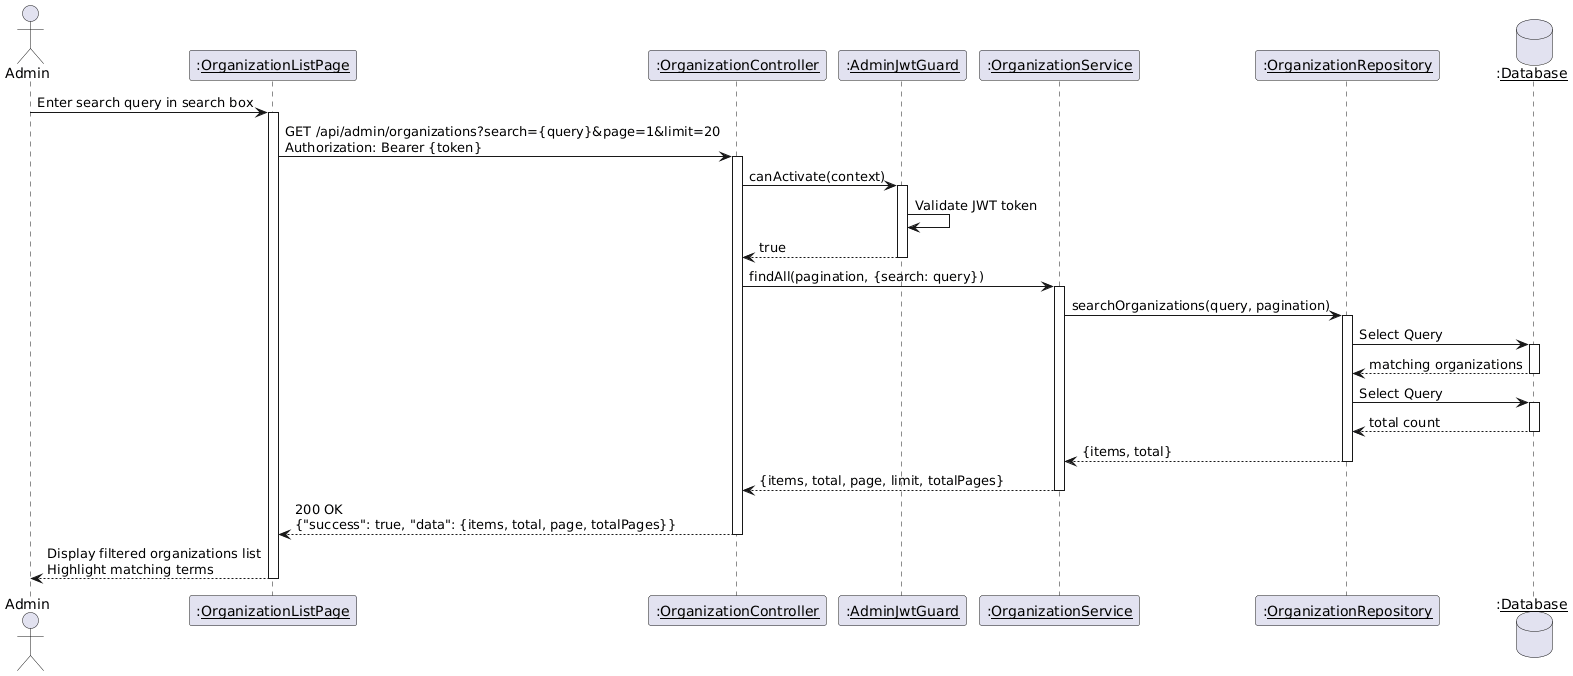 Admin
:OrganizationListPage
:OrganizationController
:AdminJwtGuard
:OrganizationService
:OrganizationRepository
:Database
Enter search query in search box
GET /api/admin/organizations?search={query}&page=1&limit=20
Authorization: Bearer {token}
canActivate(context)
Validate JWT token
true
findAll(pagination, {search: query})
searchOrganizations(query, pagination)
Select Query
matching organizations
Select Query
total count
{items, total}
{items, total, page, limit, totalPages}
200 OK
{"success": true, "data": {items, total, page, totalPages}}
Display filtered organizations list
Highlight matching terms
Admin
:OrganizationListPage
:OrganizationController
:AdminJwtGuard
:OrganizationService
:OrganizationRepository
:Database